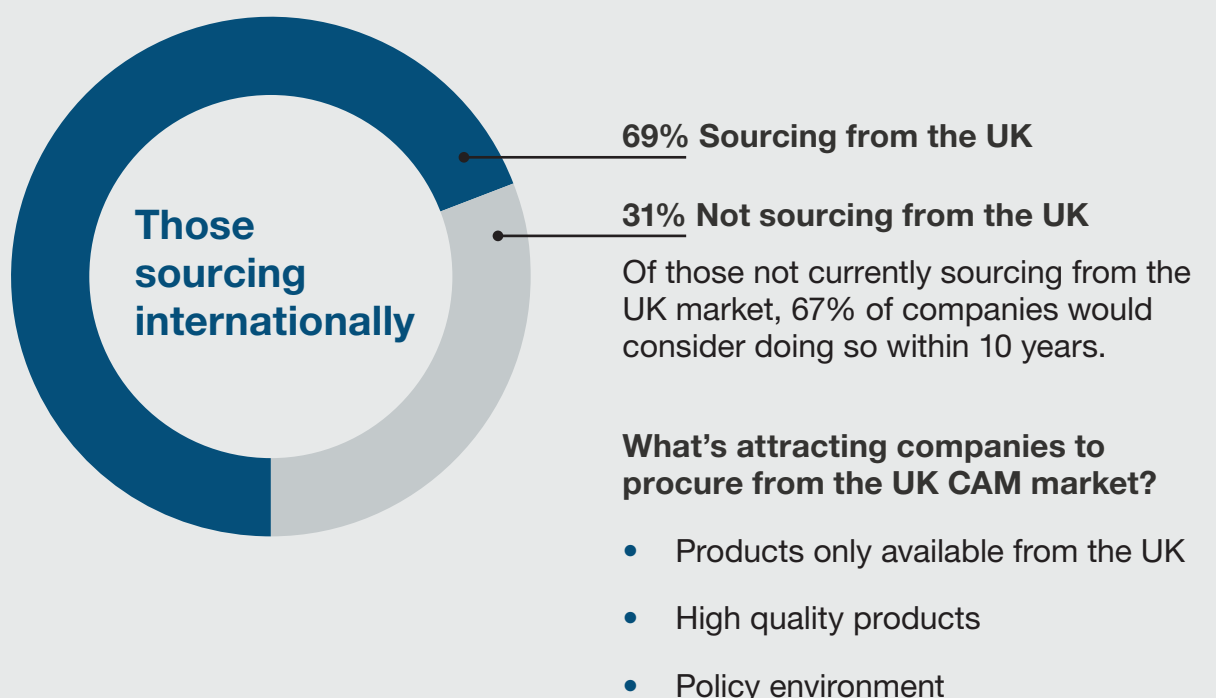 Those
sourcing
internationally
69% Sourcing from the UK
31% Not sourcing from the UK
Of those not currently sourcing from the
UK market, 67% of companies would
consider doing so within 10 years.
What’s attracting companies to
procure from the UK CAM market?
• Products only available from the UK
• High quality products
• Policy environment